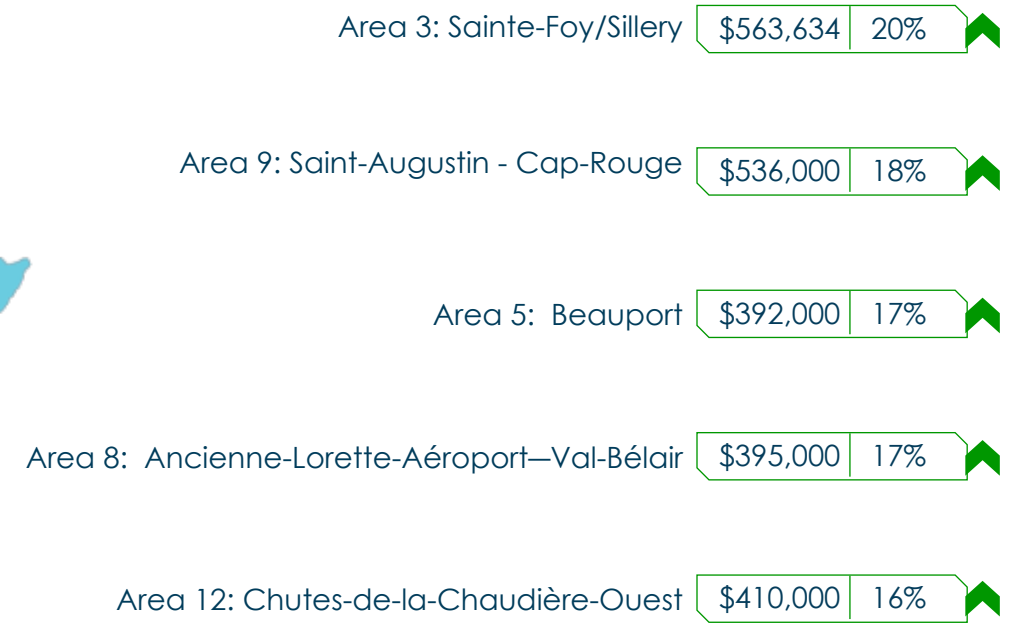 Area 3: Sainte-Foy/Sillery $563,634 20%
Area 9: Saint-Augustin - Cap-Rouge $536,000 18%
Area 5:  Beauport $392,000 17%
Area 8:  Ancienne-Lorette-Aéroport—Val-Bélair $395,000 17%
Area 12: Chutes-de-la-Chaudière-Ouest $410,000 16%